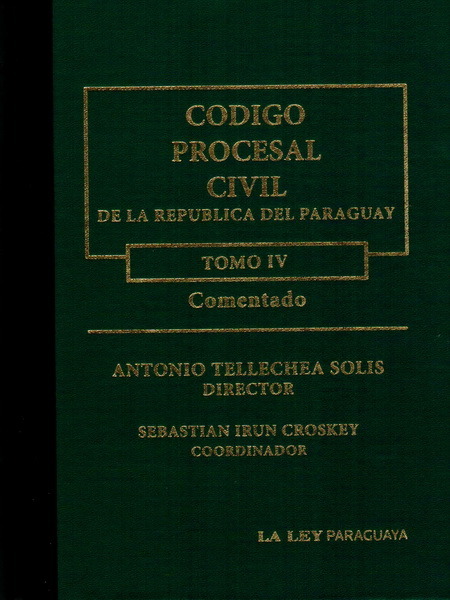 CODIGO
PROCESAL
CIVIL
DE LA REPUBLICA DEL PARAGUAY
TOMO IV
Comentado
ANTONIO TELLECHEA SOLIS
DIRECTOR
SEBASTIAN IRUN CROSKEY
COORDINADOR
LA LEY PARAGUAYA